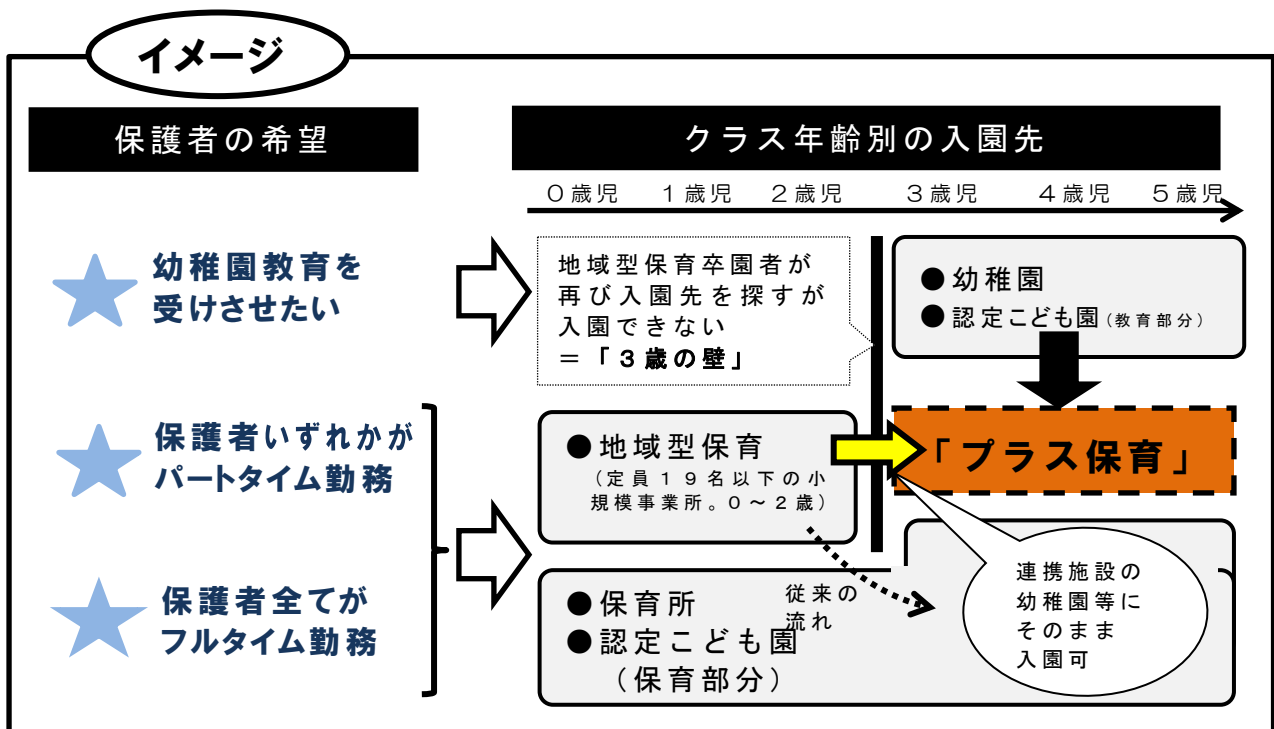 イメージ
保護者の希望
クラス年齢別の入園先
０歳児　１歳児　２歳児　３歳児　４歳児　５歳児
幼稚園教育を
受けさせたい
地域型保育卒園者が
再び入園先を探すが
入園できない
＝「３歳の壁」
●幼稚園
●認定こども園（教育部分）
保護者いずれかが
パートタイム勤務
●地域型保育
（定員１９名以下の小
規模事業所。０～２歳）
「プラス保育」
保護者全てが
フルタイム勤務
●保育所
●認定こども園
（保育部分）
従来の
流れ
連携施設の
幼稚園等に
そのまま
入園可